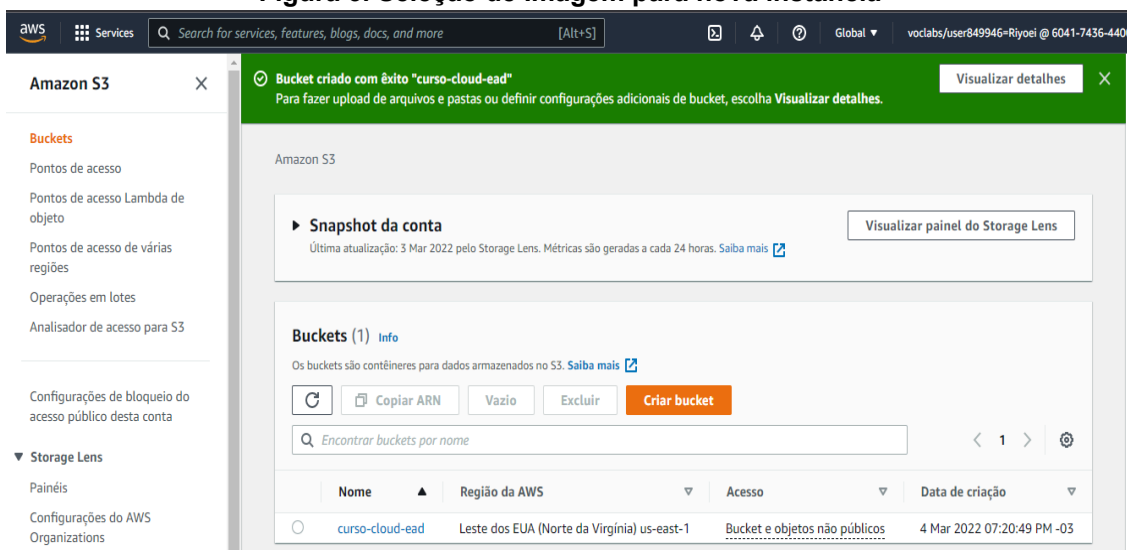 aws Services Search for services, features, blogs, docs, and more [Alt+S] Global ▼ voclabs/user849946=Riyoei @ 6041-7436-440
Amazon S3 X
Buckets
Pontos de acesso
Pontos de acesso Lambda de
objeto
Pontos de acesso de várias
regiões
Operações em lotes
Analisador de acesso para S3
Configurações de bloqueio do
acesso público desta conta
▼ Storage Lens
Painéis
Configurações do AWS
Organizations
Bucket criado com êxito "curso-cloud-ead"
Para fazer upload de arquivos e pastas ou definir configurações adicionais de bucket, escolha Visualizar detalhes.
Visualizar detalhes X
Amazon S3
▶ Snapshot da conta
Última atualização: 3 Mar 2022 pelo Storage Lens. Métricas são geradas a cada 24 horas. Saiba mais
Visualizar painel do Storage Lens
Buckets (1) Info
Os buckets são contêineres para dados armazenados no S3. Saiba mais
Copiar ARN Vazio Excluir Criar bucket
Encontrar buckets por nome < 1 >
Nome ▲ Região da AWS ▽ Acesso ▽ Data de criação ▽
curso-cloud-ead Leste dos EUA (Norte da Virgínia) us-east-1 Bucket e objetos não públicos 4 Mar 2022 07:20:49 PM -03